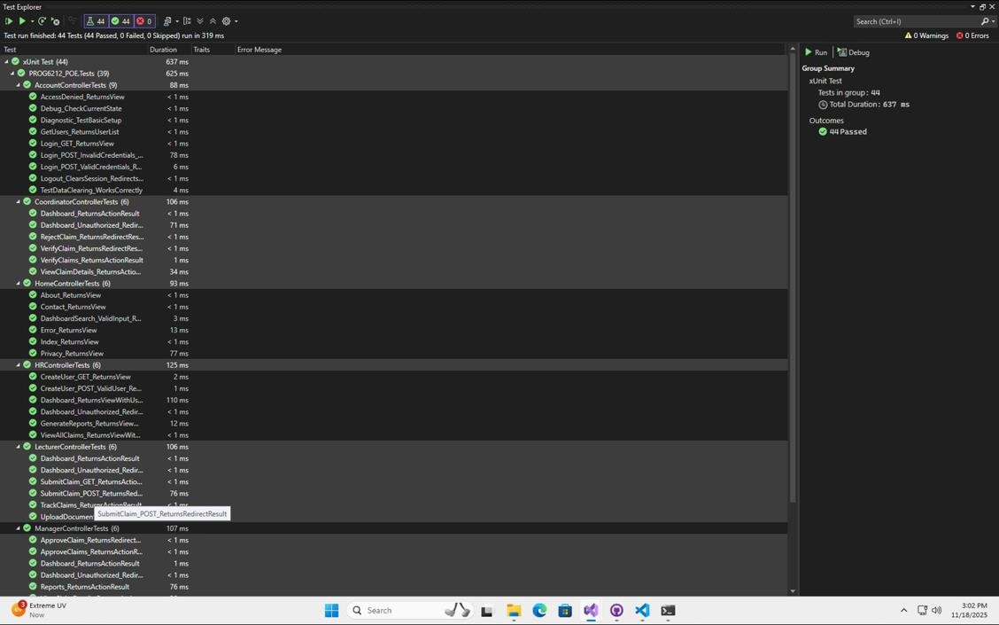 Test Explorer
44 44 0
Search (Ctrl+I)
Test run finished: 44 Tests (44 Passed, 0 Failed, 0 Skipped) run in 319 ms
0 Warnings 0 Errors
Test Duration Traits Error Message
xUnit Test (44) 637 ms
PROG6212_POE.Tests (39) 625 ms
AccountControllerTests (9) 88 ms
AccessDenied_ReturnsView < 1 ms
Debug_CheckCurrentState < 1 ms
Diagnostic_TestBasicSetup < 1 ms
GetUsers_ReturnsUserList < 1 ms
Login_GET_ReturnsView < 1 ms
Login_POST_InvalidCredentials_... 78 ms
Login_POST_ValidCredentials_R... 6 ms
Logout_ClearsSession_Redirects... < 1 ms
TestDataClearing_WorksCorrectly 4 ms
CoordinatorControllerTests (6) 106 ms
Dashboard_ReturnsActionResult < 1 ms
Dashboard_Unauthorized_Redir... 71 ms
RejectClaim_ReturnsRedirectRes... < 1 ms
VerifyClaim_ReturnsRedirectRes... < 1 ms
VerifyClaims_ReturnsActionResult 1 ms
ViewClaimDetails_ReturnsActio... 34 ms
HomeControllerTests (6) 93 ms
About_ReturnsView < 1 ms
Contact_ReturnsView < 1 ms
DashboardSearch_ValidInput_R... 3 ms
Error_ReturnsView 13 ms
Index_ReturnsView < 1 ms
Privacy_ReturnsView 77 ms
HRControllerTests (6) 125 ms
CreateUser_GET_ReturnsView 2 ms
CreateUser_POST_ValidUser_Re... 1 ms
Dashboard_ReturnsViewWithUs... 110 ms
Dashboard_Unauthorized_Redir... < 1 ms
GenerateReports_ReturnsView... 12 ms
ViewAllClaims_ReturnsViewWit... < 1 ms
LecturerControllerTests (6) 106 ms
Dashboard_ReturnsActionResult < 1 ms
Dashboard_Unauthorized_Redir... < 1 ms
SubmitClaim_GET_ReturnsActio... < 1 ms
SubmitClaim_POST_ReturnsRed... 76 ms
TrackClaims_ReturnsActionResult < 1 ms
UploadDocument
SubmitClaim_POST_ReturnsRedirectResult
ManagerControllerTests (6) 107 ms
ApproveClaim_ReturnsRedirect... < 1 ms
ApproveClaims_ReturnsActionR... < 1 ms
Dashboard_ReturnsActionResult 1 ms
Dashboard_Unauthorized_Redir... < 1 ms
Reports_ReturnsActionResult 76 ms
Run Debug
Group Summary
xUnit Test
Tests in group: 44
Total Duration: 637 ms
Outcomes
44 Passed
3
Extreme UV
Now
Search
3:02 PM
11/18/2025